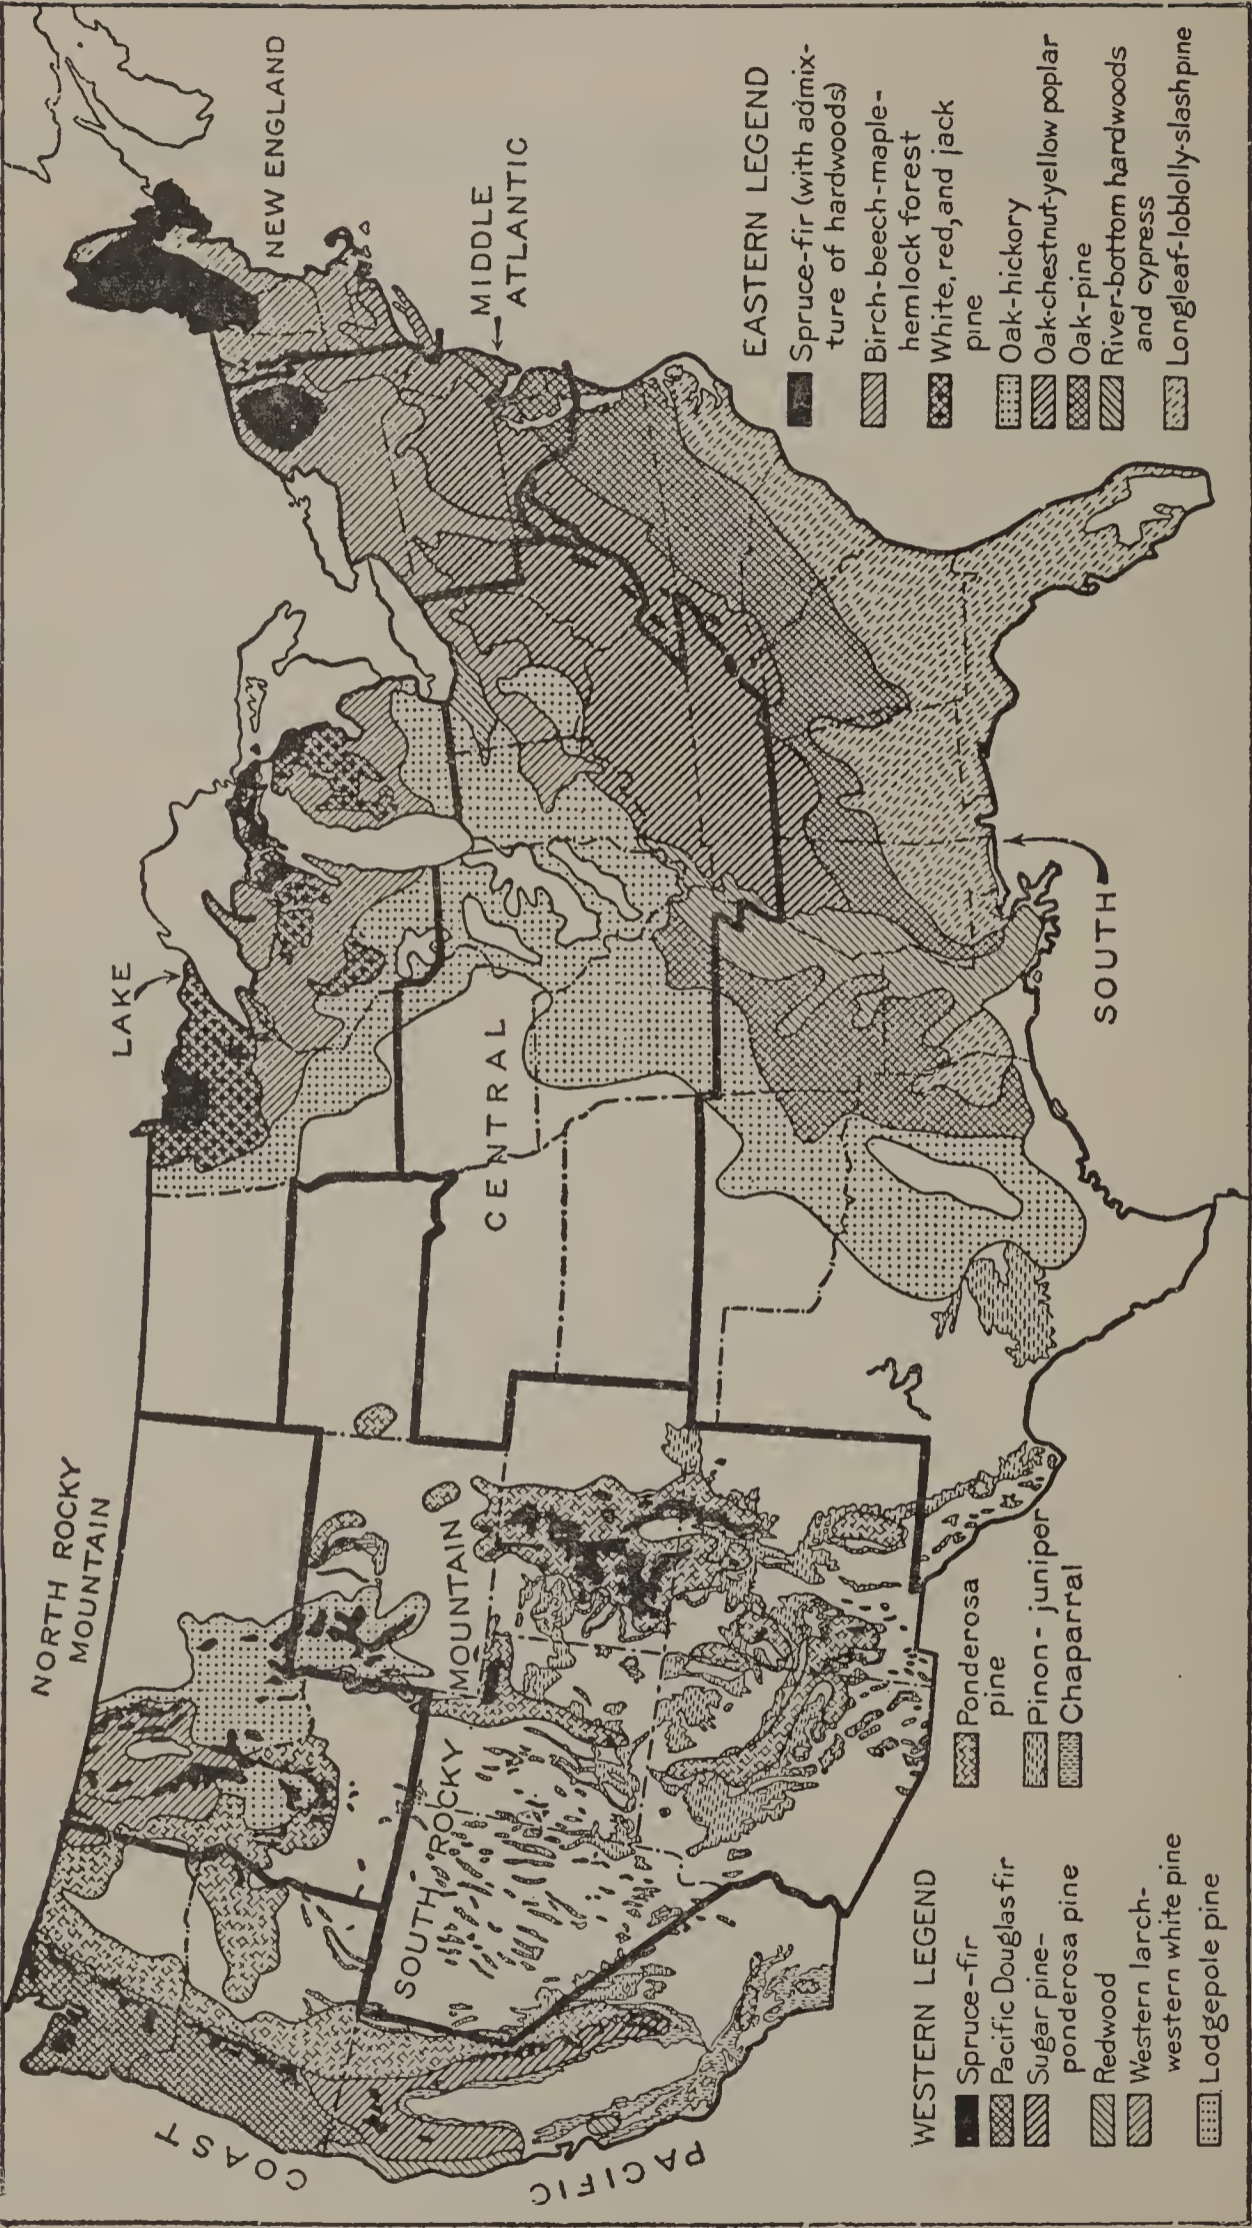 NORTH ROCKY
MOUNTAIN
LAKE
NEW ENGLAND
MIDDLE
ATLANTIC
CENTRAL
SOUTH ROCKY MOUNTAIN
PACIFIC COAST
SOUTH
WESTERN LEGEND
Spruce-fir
Pacific Douglas fir
Sugar pine-
ponderosa pine
Redwood
Western larch-
western white pine
Lodgepole pine
Ponderosa
pine
Pinon-juniper
Chaparral
EASTERN LEGEND
Spruce-fir (with admix-
ture of hardwoods)
Birch-beech-maple-
hemlock forest
White, red, and jack
pine
Oak-hickory
Oak-chestnut-yellow poplar
Oak-pine
River-bottom hardwoods
and cypress
Longleaf-loblolly-slash pine